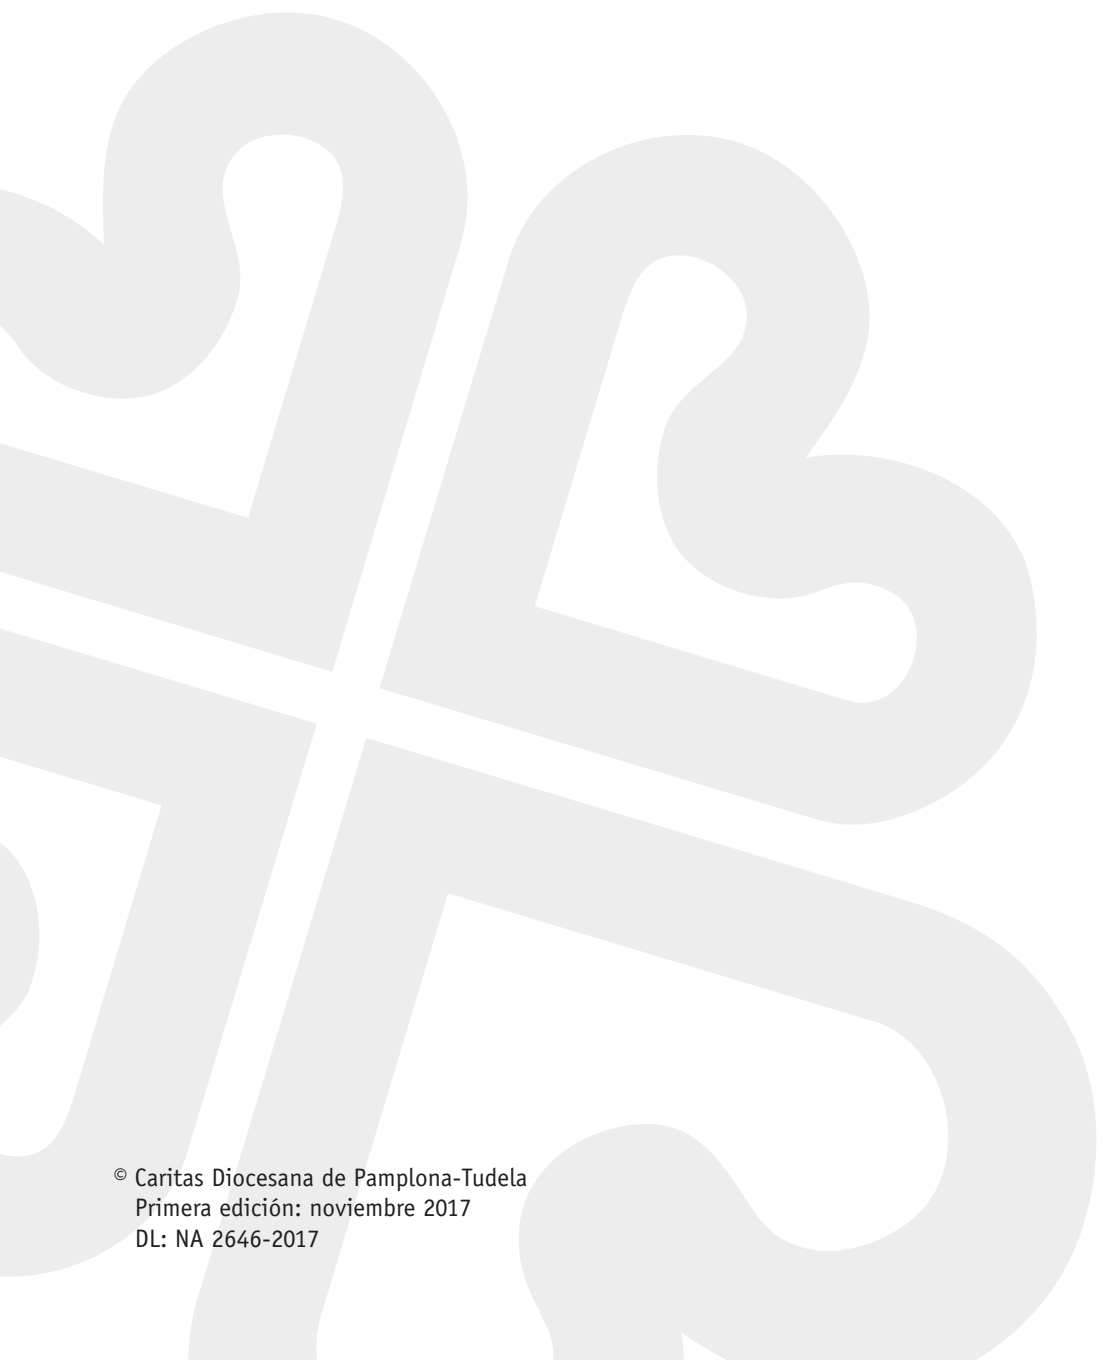 © Caritas Diocesana de Pamplona-Tudela
Primera edición: noviembre 2017
DL: NA 2646-2017